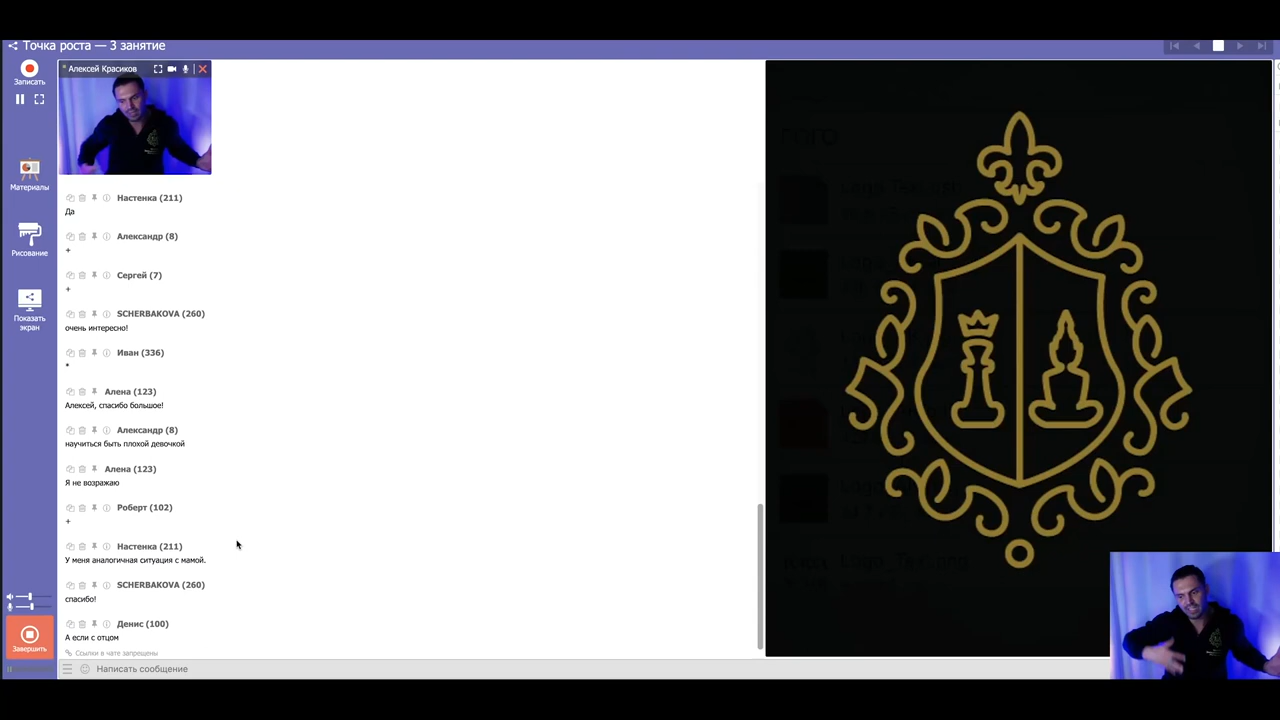 Точка роста — 3 занятие
Записать
Материалы
Рисование
Показать
экран
Завершить
Алексей Красиков
Настенка (211)
Да
Александр (8)
+
Сергей (7)
+
SCHERBAKOVA (260)
очень интересно!
Иван (336)
*
Алена (123)
Алексей, спасибо большое!
Александр (8)
научиться быть плохой девочкой
Алена (123)
Я не возражаю
Роберт (102)
+
Настенка (211)
У меня аналогичная ситуация с мамой.
SCHERBAKOVA (260)
спасибо!
Денис (100)
А если с отцом
Ссылки в чате запрещены
Написать сообщение